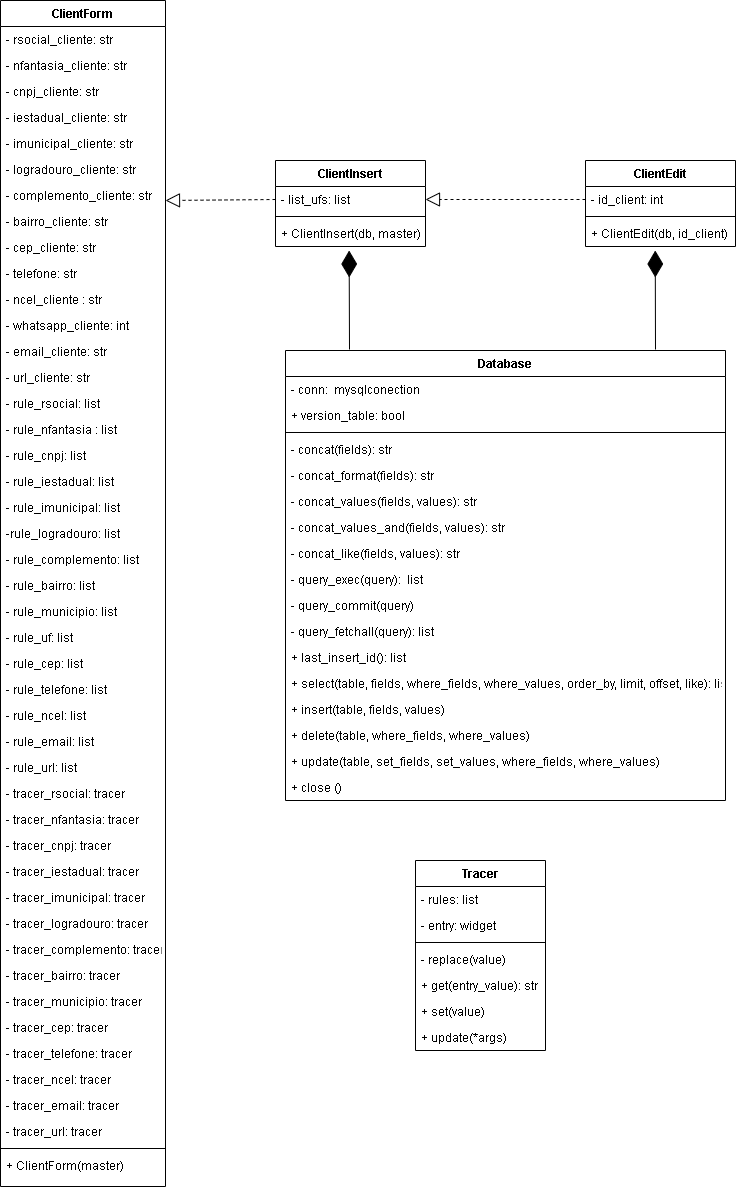 ClientForm
- rsocial_cliente: str
- nfantasia_cliente: str
- cnpj_cliente: str
- iestadual_cliente: str
- imunicipal_cliente: str
- logradouro_cliente: str
- complemento_cliente: str
- bairro_cliente: str
- cep_cliente: str
- telefone: str
- ncel_cliente : str
- whatsapp_cliente: int
- email_cliente: str
- url_cliente: str
- rule_rsocial: list
- rule_nfantasia : list
- rule_cnpj: list
- rule_iestadual: list
- rule_imunicipal: list
-rule_logradouro: list
- rule_complemento: list
- rule_bairro: list
- rule_municipio: list
- rule_uf: list
- rule_cep: list
- rule_telefone: list
- rule_ncel: list
- rule_email: list
- rule_url: list
- tracer_rsocial: tracer
- tracer_nfantasia: tracer
- tracer_cnpj: tracer
- tracer_iestadual: tracer
- tracer_imunicipal: tracer
- tracer_logradouro: tracer
- tracer_complemento: tracer
- tracer_bairro: tracer
- tracer_municipio: tracer
- tracer_cep: tracer
- tracer_telefone: tracer
- tracer_ncel: tracer
- tracer_email: tracer
- tracer_url: tracer
+ ClientForm(master)
ClientInsert
- list_ufs: list
+ ClientInsert(db, master)
ClientEdit
- id_client: int
+ ClientEdit(db, id_client)
Database
- conn:  mysqlconection
+ version_table: bool
- concat(fields): str
- concat_format(fields): str
- concat_values(fields, values): str
- concat_values_and(fields, values): str
- concat_like(fields, values): str
- query_exec(query):  list
- query_commit(query)
- query_fetchall(query): list
+ last_insert_id(): list
+ select(table, fields, where_fields, where_values, order_by, limit, offset, like): li
+ insert(table, fields, values)
+ delete(table, where_fields, where_values)
+ update(table, set_fields, set_values, where_fields, where_values)
+ close ()
Tracer
- rules: list
- entry: widget
- replace(value)
+ get(entry_value): str
+ set(value)
+ update(*args)